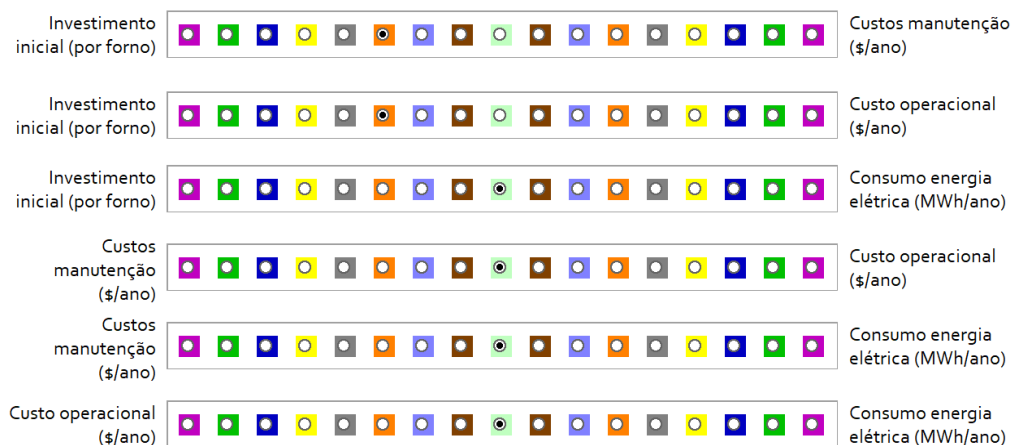 Investimento
inicial (por forno)
Custos manutenção
($/ano)
Investimento
inicial (por forno)
Custo operacional
($/ano)
Investimento
inicial (por forno)
Consumo energia
elétrica (MWh/ano)
Custos
manutenção
($/ano)
Custo operacional
($/ano)
Custos
manutenção
($/ano)
Consumo energia
elétrica (MWh/ano)
Custo operacional
($/ano)
Consumo energia
elétrica (MWh/ano)